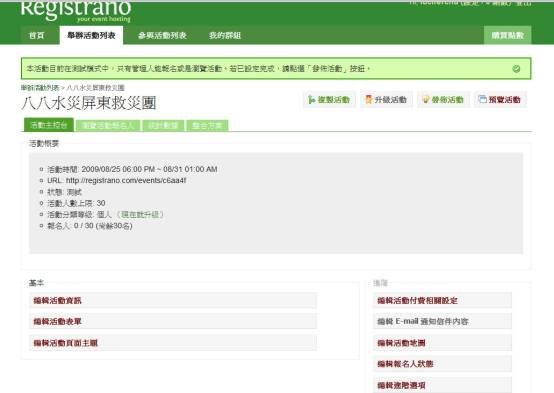 Registrano
your event hosting
首頁 舉辦活動列表 參與活動列表 我的群組 購買點數
本活動目前在測試模式中，只有管理人能報名或是瀏覽活動。若已設定完成，請點選「發佈活動」按鈕。
舉辦活動列表 > 八八水災屏東救災團
八八水災屏東救災團
複製活動 升級活動 發佈活動 預覽活動
活動主控台 瀏覽活動報名人 統計數據 整合方案
活動概要
活動時間: 2009/08/25 06:00 PM ~ 08/31 01:00 AM
URL: http://registrano.com/events/c6aa4f
狀態: 測試
活動人數上限: 30
活動分類等級: 個人 （現在就升級）
報名人: 0 / 30 (尚餘30名)
基本 進階
編輯活動資訊 編輯活動付費相關設定
編輯活動表單 編輯 E-mail 通知信件內容
編輯活動頁面主題 編輯活動地圖
編輯報名人狀態
編輯進階選項